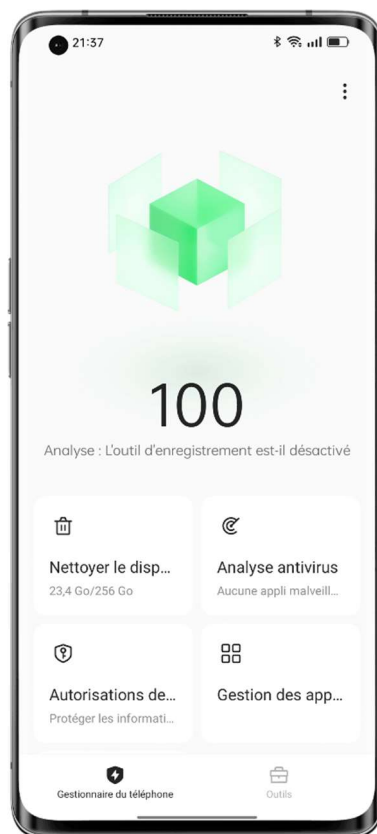 21:37
100
Analyse : L'outil d'enregistrement est-il désactivé
Nettoyer le disp...
23,4 Go/256 Go
Analyse antivirus
Aucune appli malveill...
Autorisations de...
Protéger les informati...
Gestion des app...
Gestionnaire du téléphone
Outils